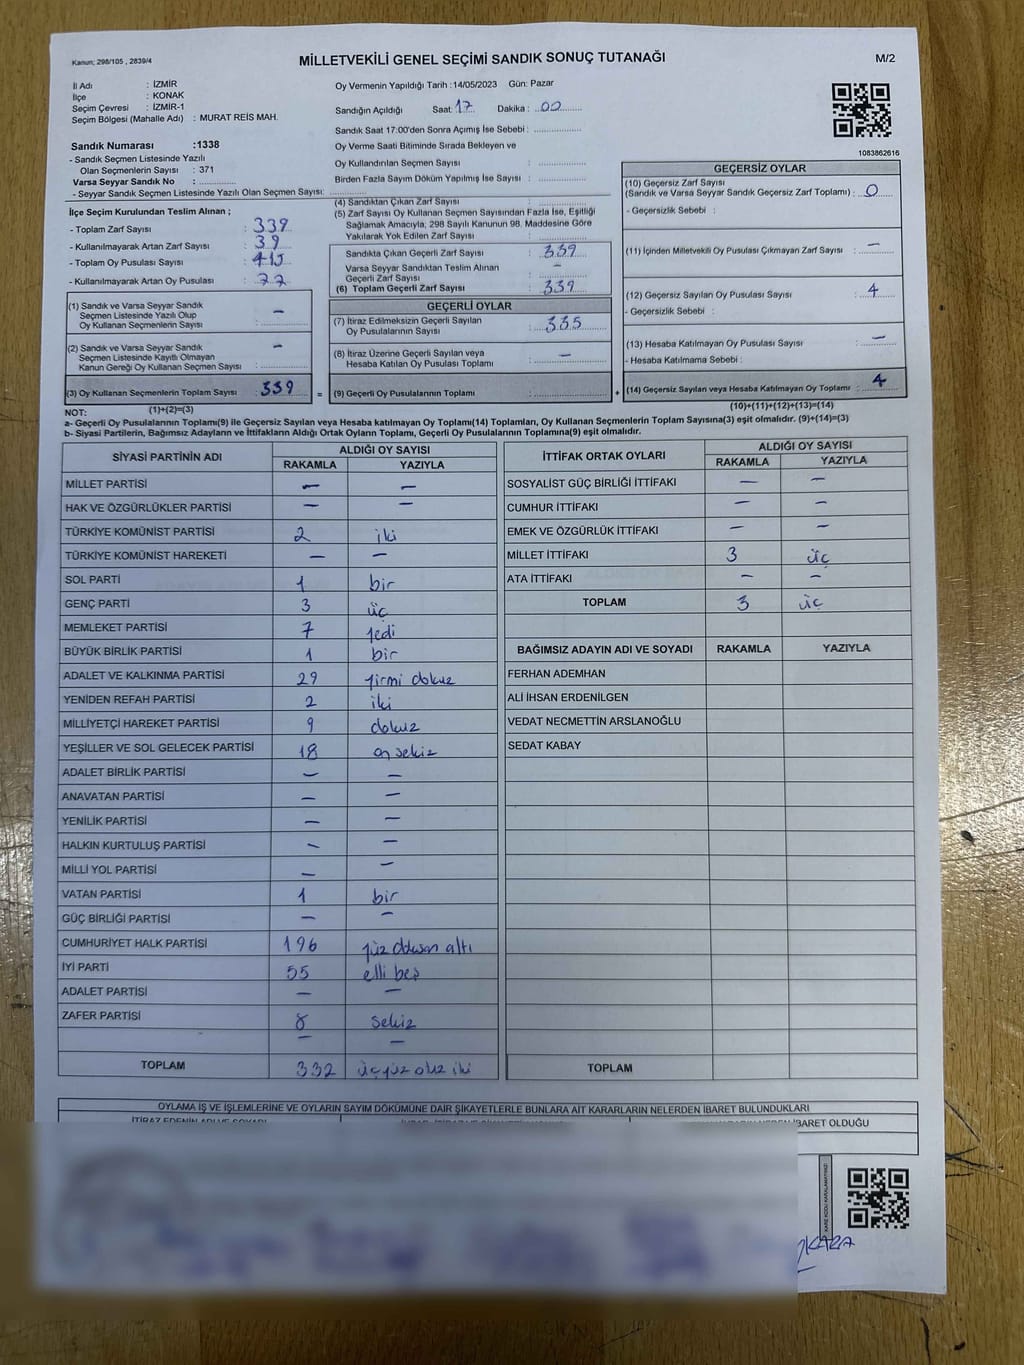 Kanun; 298/105 , 2839/4
MİLLETVEKİLİ GENEL SEÇİMİ SANDIK SONUÇ TUTANAĞI
M/2
İl Adı : İZMİR
İlçe : KONAK
Seçim Çevresi : İZMİR-1
Seçim Bölgesi (Mahalle Adı) : MURAT REİS MAH.
Oy Vermenin Yapıldığı Tarih :14/05/2023 Gün: Pazar
Sandığın Açıldığı Saat: 17 Dakika : 00
Sandık Saat 17:00'den Sonra Açımış İse Sebebi :
Oy Verme Saati Bitiminde Sırada Bekleyen ve
Oy Kullandırılan Seçmen Sayısı :
Birden Fazla Sayım Döküm Yapılmış İse Sayısı :
1083862616
Sandık Numarası :1338
- Sandık Seçmen Listesinde Yazılı
Olan Seçmenlerin Sayısı : 371
Varsa Seyyar Sandık No :
- Seyyar Sandık Seçmen Listesinde Yazılı Olan Seçmen Sayısı:
İlçe Seçim Kurulundan Teslim Alınan ;
- Toplam Zarf Sayısı : 339
- Kullanılmayarak Artan Zarf Sayısı : 39
- Toplam Oy Pusulası Sayısı : 415
- Kullanılmayarak Artan Oy Pusulası : 77
(1) Sandık ve Varsa Seyyar Sandık
Seçmen Listesinde Yazılı Olup
Oy Kullanan Seçmenlerin Sayısı : -
(2) Sandık ve Varsa Seyyar Sandık
Seçmen Listesinde Kayıtlı Olmayan
Kanun Gereği Oy Kullanan Seçmen Sayısı : -
(3) Oy Kullanan Seçmenlerin Toplam Sayısı : 339 =
(1)+(2)=(3)
(4) Sandıktan Çıkan Zarf Sayısı :
(5) Zarf Sayısı Oy Kullanan Seçmen Sayısından Fazla İse, Eşitliği
Sağlamak Amacıyla; 298 Sayılı Kanunun 98. Maddesine Göre
Yakılarak Yok Edilen Zarf Sayısı :
Sandıkta Çıkan Geçerli Zarf Sayısı : 339
Varsa Seyyar Sandıktan Teslim Alınan
Geçerli Zarf Sayısı : -
(6) Toplam Geçerli Zarf Sayısı : 339
GEÇERLİ OYLAR
(7) İtiraz Edilmeksizin Geçerli Sayılan
Oy Pusulalarının Sayısı : 335
(8) İtiraz Üzerine Geçerli Sayılan veya
Hesaba Katılan Oy Pusulası Toplamı : -
(9) Geçerli Oy Pusulalarının Toplamı : +
GEÇERSİZ OYLAR
(10) Geçersiz Zarf Sayısı
(Sandık ve Varsa Seyyar Sandık Geçersiz Zarf Toplamı) : 0
- Geçersizlik Sebebi :
(11) İçinden Milletvekili Oy Pusulası Çıkmayan Zarf Sayısı : -
(12) Geçersiz Sayılan Oy Pusulası Sayısı : 4
- Geçersizlik Sebebi :
(13) Hesaba Katılmayan Oy Pusulası Sayısı : -
- Hesaba Katılmama Sebebi :
(14) Geçersiz Sayılan veya Hesaba Katılmayan Oy Toplamı : 4
(10)+(11)+(12)+(13)=(14)
NOT:
a- Geçerli Oy Pusulalarının Toplamı(9) ile Geçersiz Sayılan veya Hesaba katılmayan Oy Toplamı(14) Toplamları, Oy Kullanan Seçmenlerin Toplam Sayısına(3) eşit olmalıdır. (9)+(14)=(3)
b- Siyasi Partilerin, Bağımsız Adayların ve İttifakların Aldığı Ortak Oyların Toplamı, Geçerli Oy Pusulalarının Toplamına(9) eşit olmalıdır.
SİYASİ PARTİNİN ADI ALDIĞI OY SAYISI
RAKAMLA YAZIYLA
MİLLET PARTİSİ - -
HAK VE ÖZGÜRLÜKLER PARTİSİ - -
TÜRKİYE KOMÜNİST PARTİSİ 2 iki
TÜRKİYE KOMÜNİST HAREKETİ - -
SOL PARTİ 1 bir
GENÇ PARTİ 3 üç
MEMLEKET PARTİSİ 7 yedi
BÜYÜK BİRLİK PARTİSİ 1 bir
ADALET VE KALKINMA PARTİSİ 29 yirmi dokuz
YENİDEN REFAH PARTİSİ 2 iki
MİLLİYETÇİ HAREKET PARTİSİ 9 dokuz
YEŞİLLER VE SOL GELECEK PARTİSİ 18 on sekiz
ADALET BİRLİK PARTİSİ - -
ANAVATAN PARTİSİ - -
YENİLİK PARTİSİ - -
HALKIN KURTULUŞ PARTİSİ - -
MİLLİ YOL PARTİSİ - -
VATAN PARTİSİ 1 bir
GÜÇ BİRLİĞİ PARTİSİ - -
CUMHURİYET HALK PARTİSİ 196 yüz doksan altı
İYİ PARTİ 55 elli beş
ADALET PARTİSİ - -
ZAFER PARTİSİ 8 sekiz
- -
TOPLAM 332 üçyüz otuz iki
İTTİFAK ORTAK OYLARI ALDIĞI OY SAYISI
RAKAMLA YAZIYLA
SOSYALİST GÜÇ BİRLİĞİ İTTİFAKI - -
CUMHUR İTTİFAKI - -
EMEK VE ÖZGÜRLÜK İTTİFAKI - -
MİLLET İTTİFAKI 3 üç
ATA İTTİFAKI - -
TOPLAM 3 üç
BAĞIMSIZ ADAYIN ADI VE SOYADI RAKAMLA YAZIYLA
FERHAN ADEMHAN
ALİ İHSAN ERDENİLGEN
VEDAT NECMETTİN ARSLANOĞLU
SEDAT KABAY
TOPLAM
OYLAMA İŞ VE İŞLEMLERİNE VE OYLARIN SAYIM DÖKÜMÜNE DAİR ŞİKAYETLERLE BUNLARA AİT KARARLARIN NELERDEN İBARET BULUNDUKLARI
İTİRAZ EDENİN ADI VE SOYADI
İBARET OLDUĞU